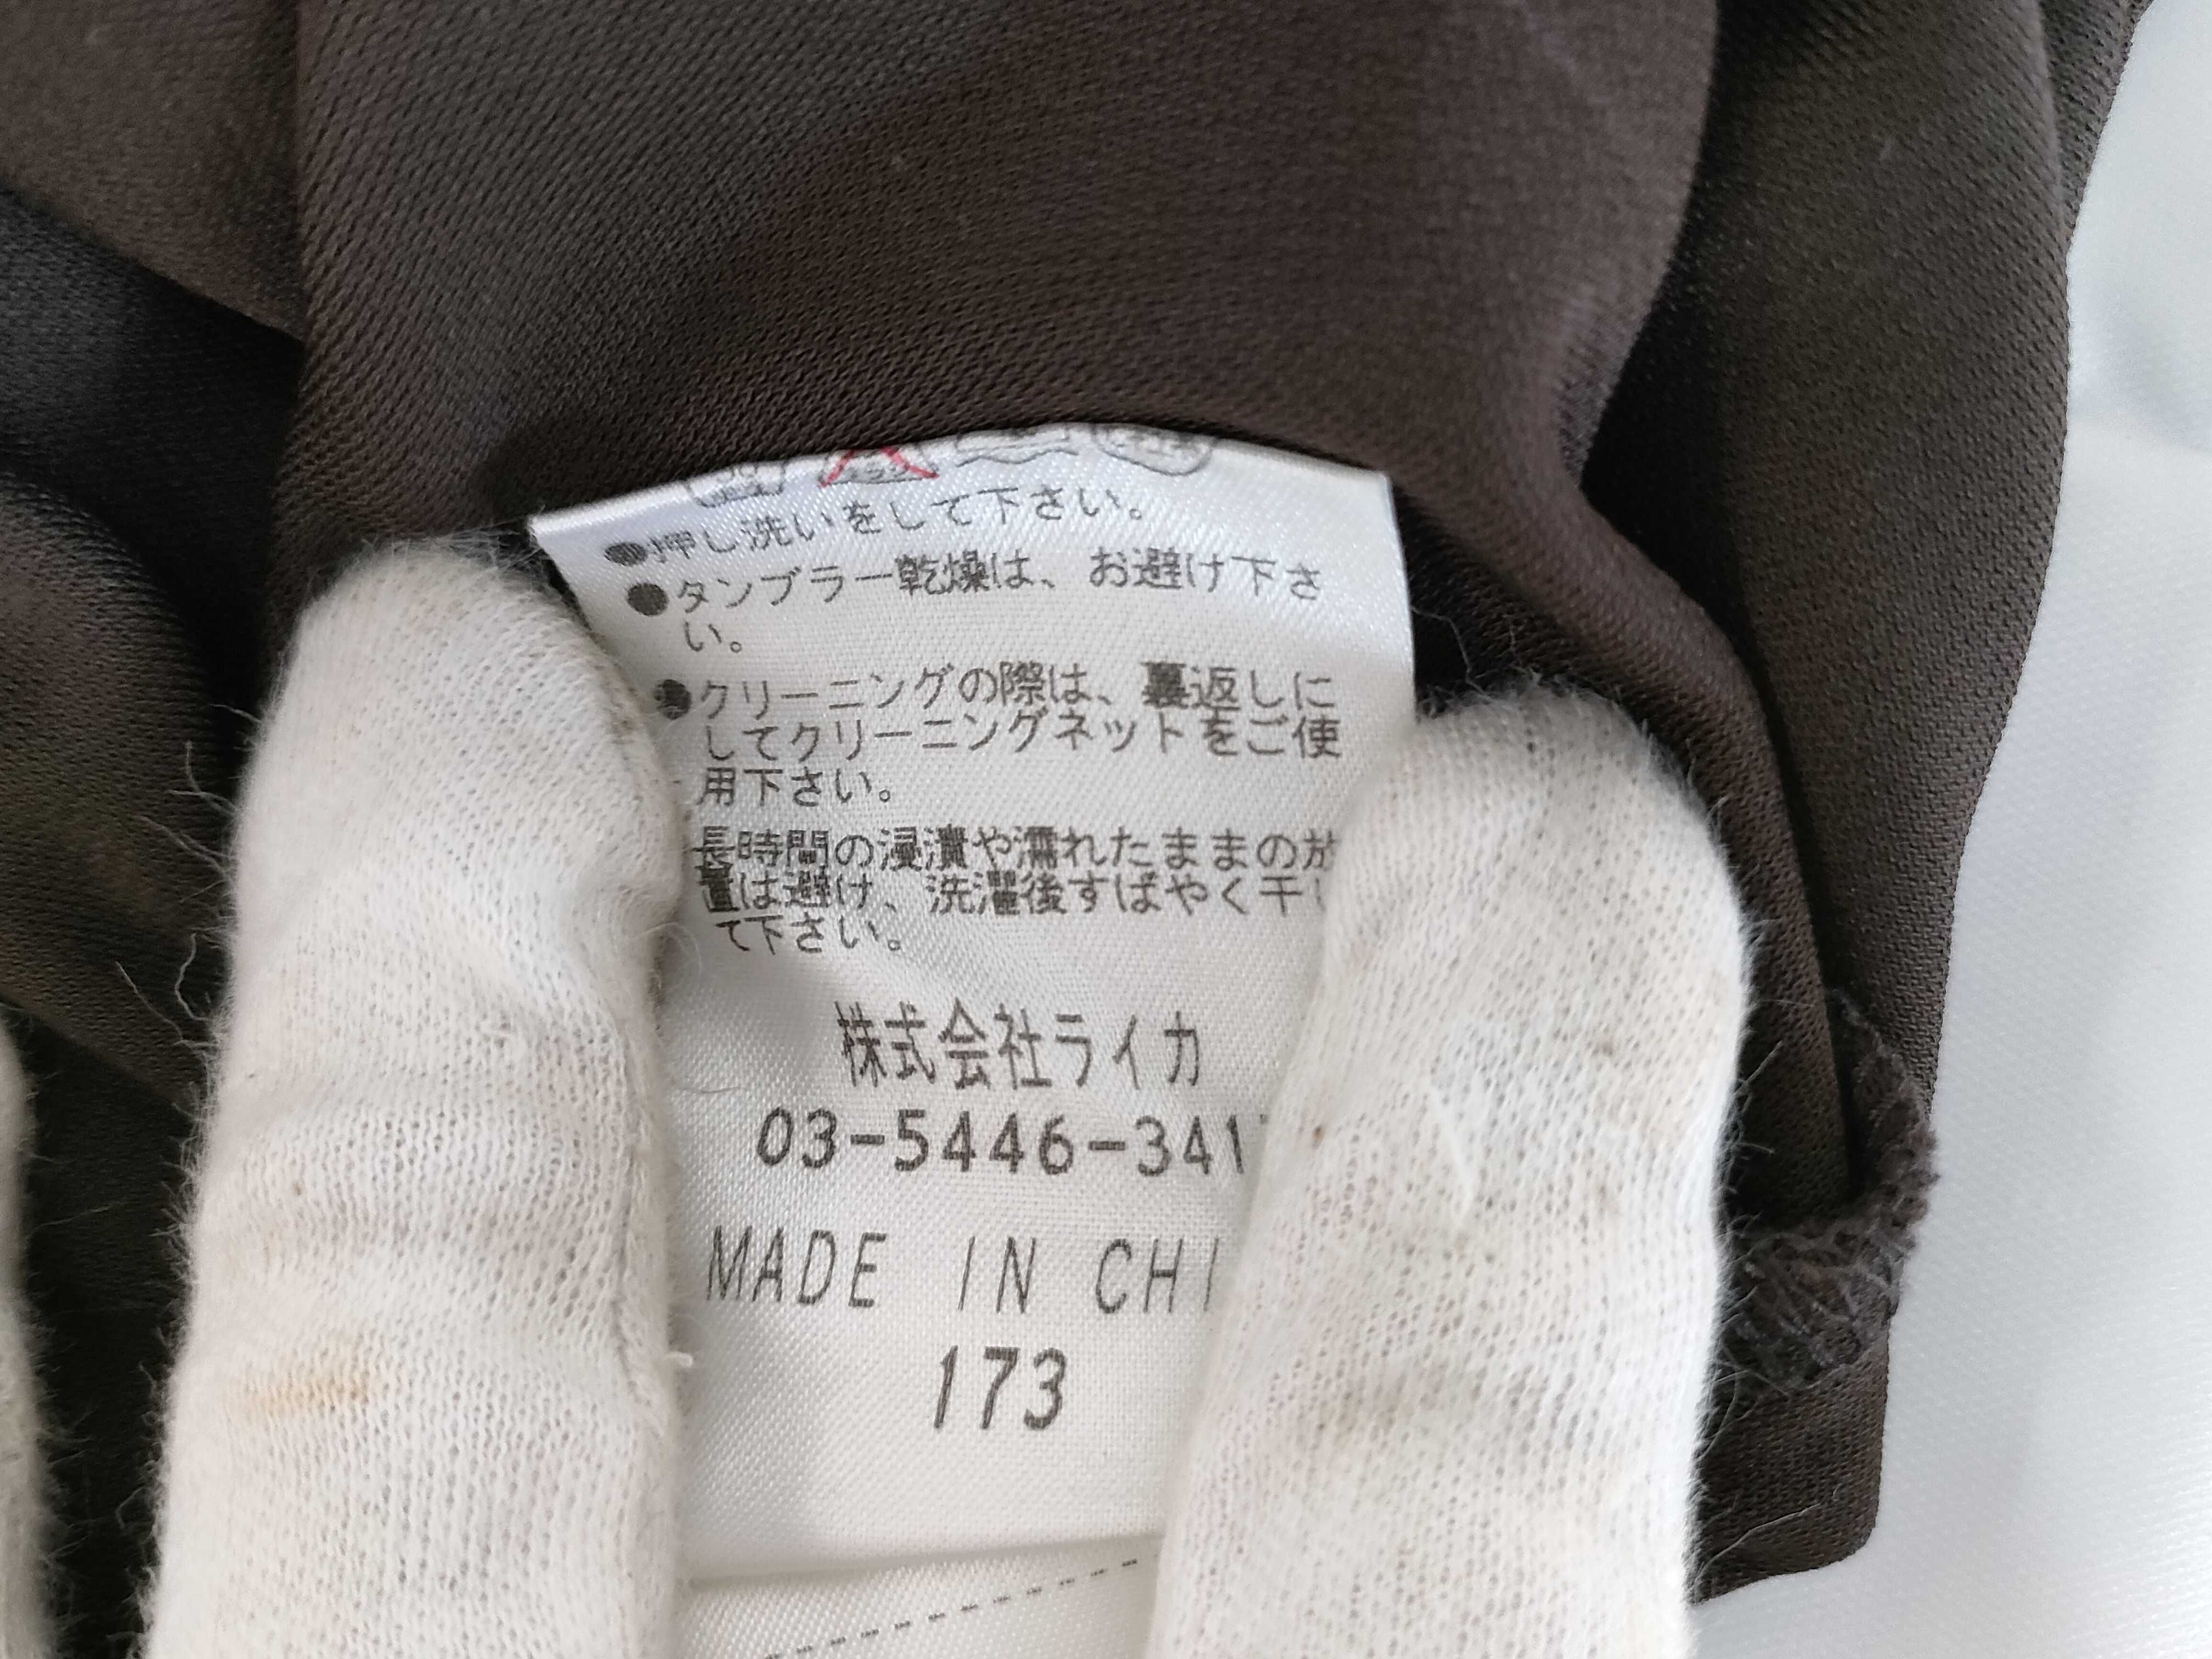 ●押し洗いをして下さい。
●タンブラー乾燥は、お避け下さ
い。
●クリーニングの際は、裏返しに
してクリーニングネットをご使
用下さい。
長時間の浸漬や濡れたままの放
置は避け、洗濯後すばやく干し
て下さい。
株式会社ライカ
03-5446-341
MADE IN CHI
173